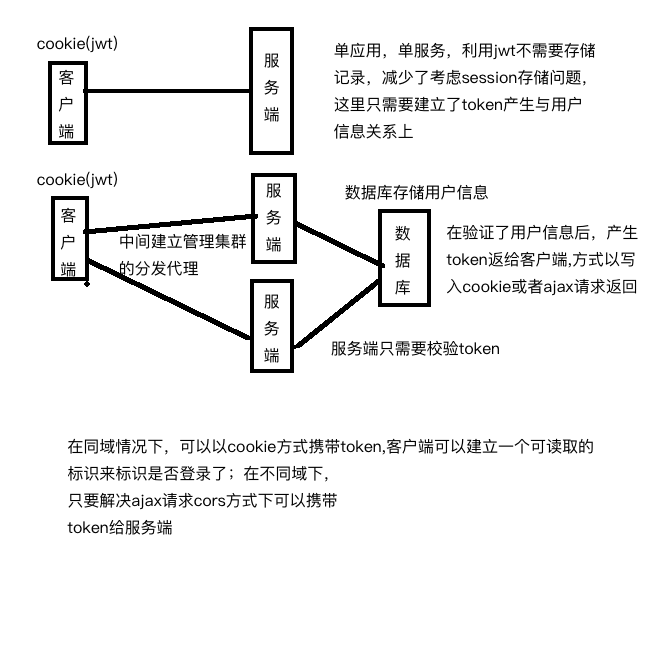 cookie(jwt)
客
户
端
服
务
端
单应用，单服务，利用jwt不需要存储
记录，减少了考虑session存储问题，
这里只需要建立了token产生与用户
信息关系上
cookie(jwt)
客
户
端
中间建立管理集群
的分发代理
服
务
端
服
务
端
数据库存储用户信息
数
据
库
在验证了用户信息后，产生
token返给客户端,方式以写
入cookie或者ajax请求返回
服务端只需要校验token
在同域情况下，可以以cookie方式携带token,客户端可以建立一个可读取的
标识来标识是否登录了；在不同域下，
只要解决ajax请求cors方式下可以携带
token给服务端